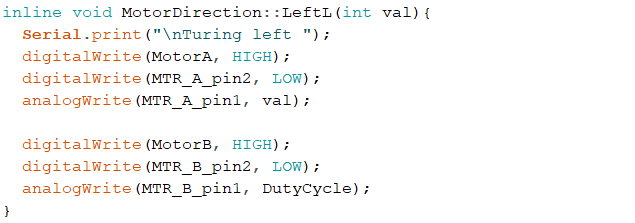 inline void MotorDirection::LeftL(int val){
  Serial.print("\nTuring left ");
  digitalWrite(MotorA, HIGH);
  digitalWrite(MTR_A_pin2, LOW);
  analogWrite(MTR_A_pin1, val);

  digitalWrite(MotorB, HIGH);
  digitalWrite(MTR_B_pin2, LOW);
  analogWrite(MTR_B_pin1, DutyCycle);
}